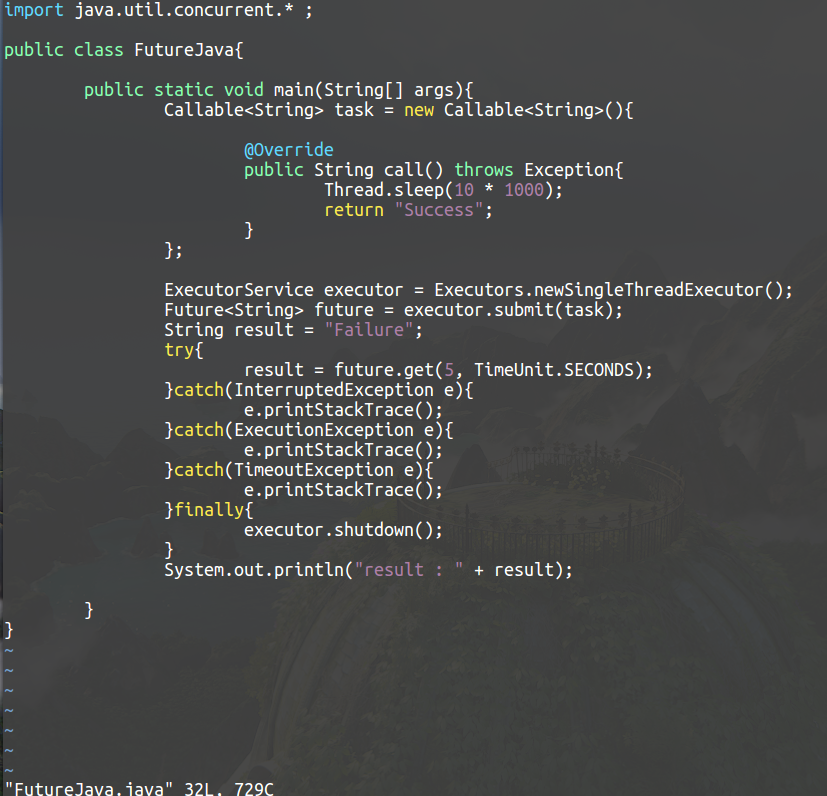 import java.util.concurrent.* ;
public class FutureJava{
public static void main(String[] args){
Callable<String> task = new Callable<String>(){
@Override
public String call() throws Exception{
Thread.sleep(10 * 1000);
return "Success";
}
};
ExecutorService executor = Executors.newSingleThreadExecutor();
Future<String> future = executor.submit(task);
String result = "Failure";
try{
result = future.get(5, TimeUnit.SECONDS);
}catch(InterruptedException e){
e.printStackTrace();
}catch(ExecutionException e){
e.printStackTrace();
}catch(TimeoutException e){
e.printStackTrace();
}finally{
executor.shutdown();
}
System.out.println("result : " + result);
}
}
~
~
~
~
~
~
~
"FutureJava.java" 32L, 729C